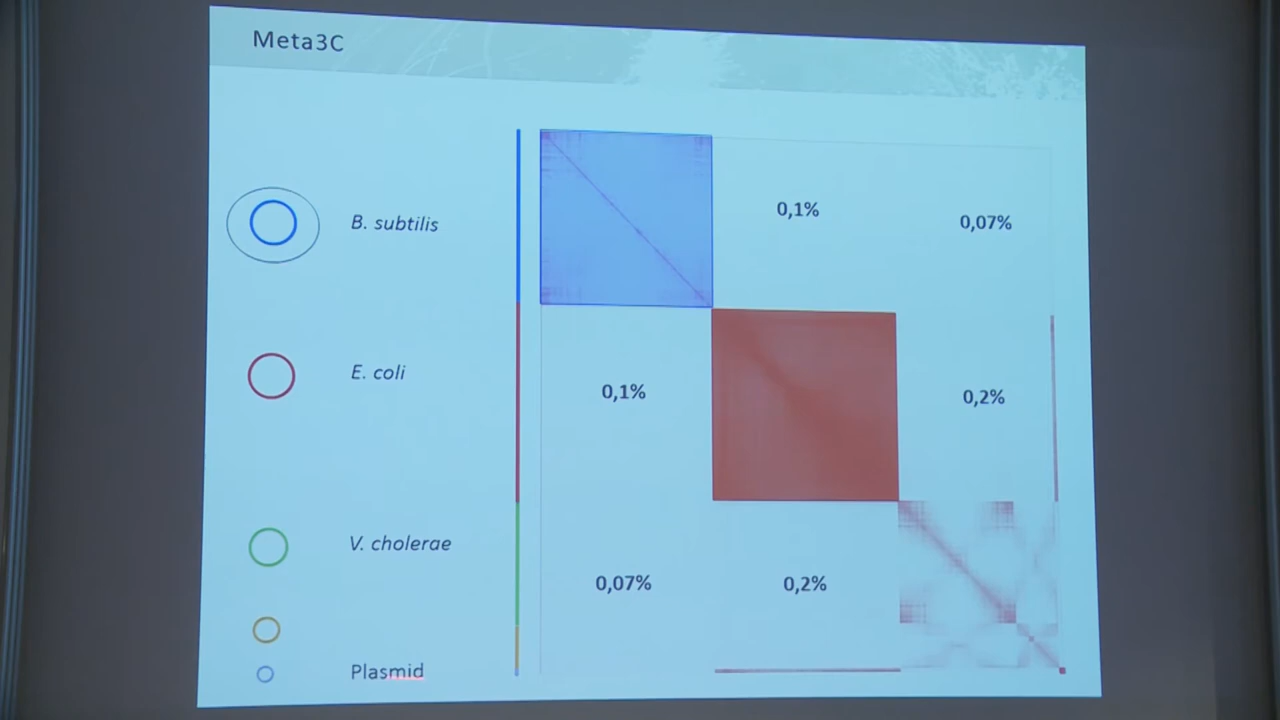 Meta3C
B. subtilis
0,1%
0,07%
E. coli
0,1%
0,2%
V. cholerae
0,07%
0,2%
Plasmid